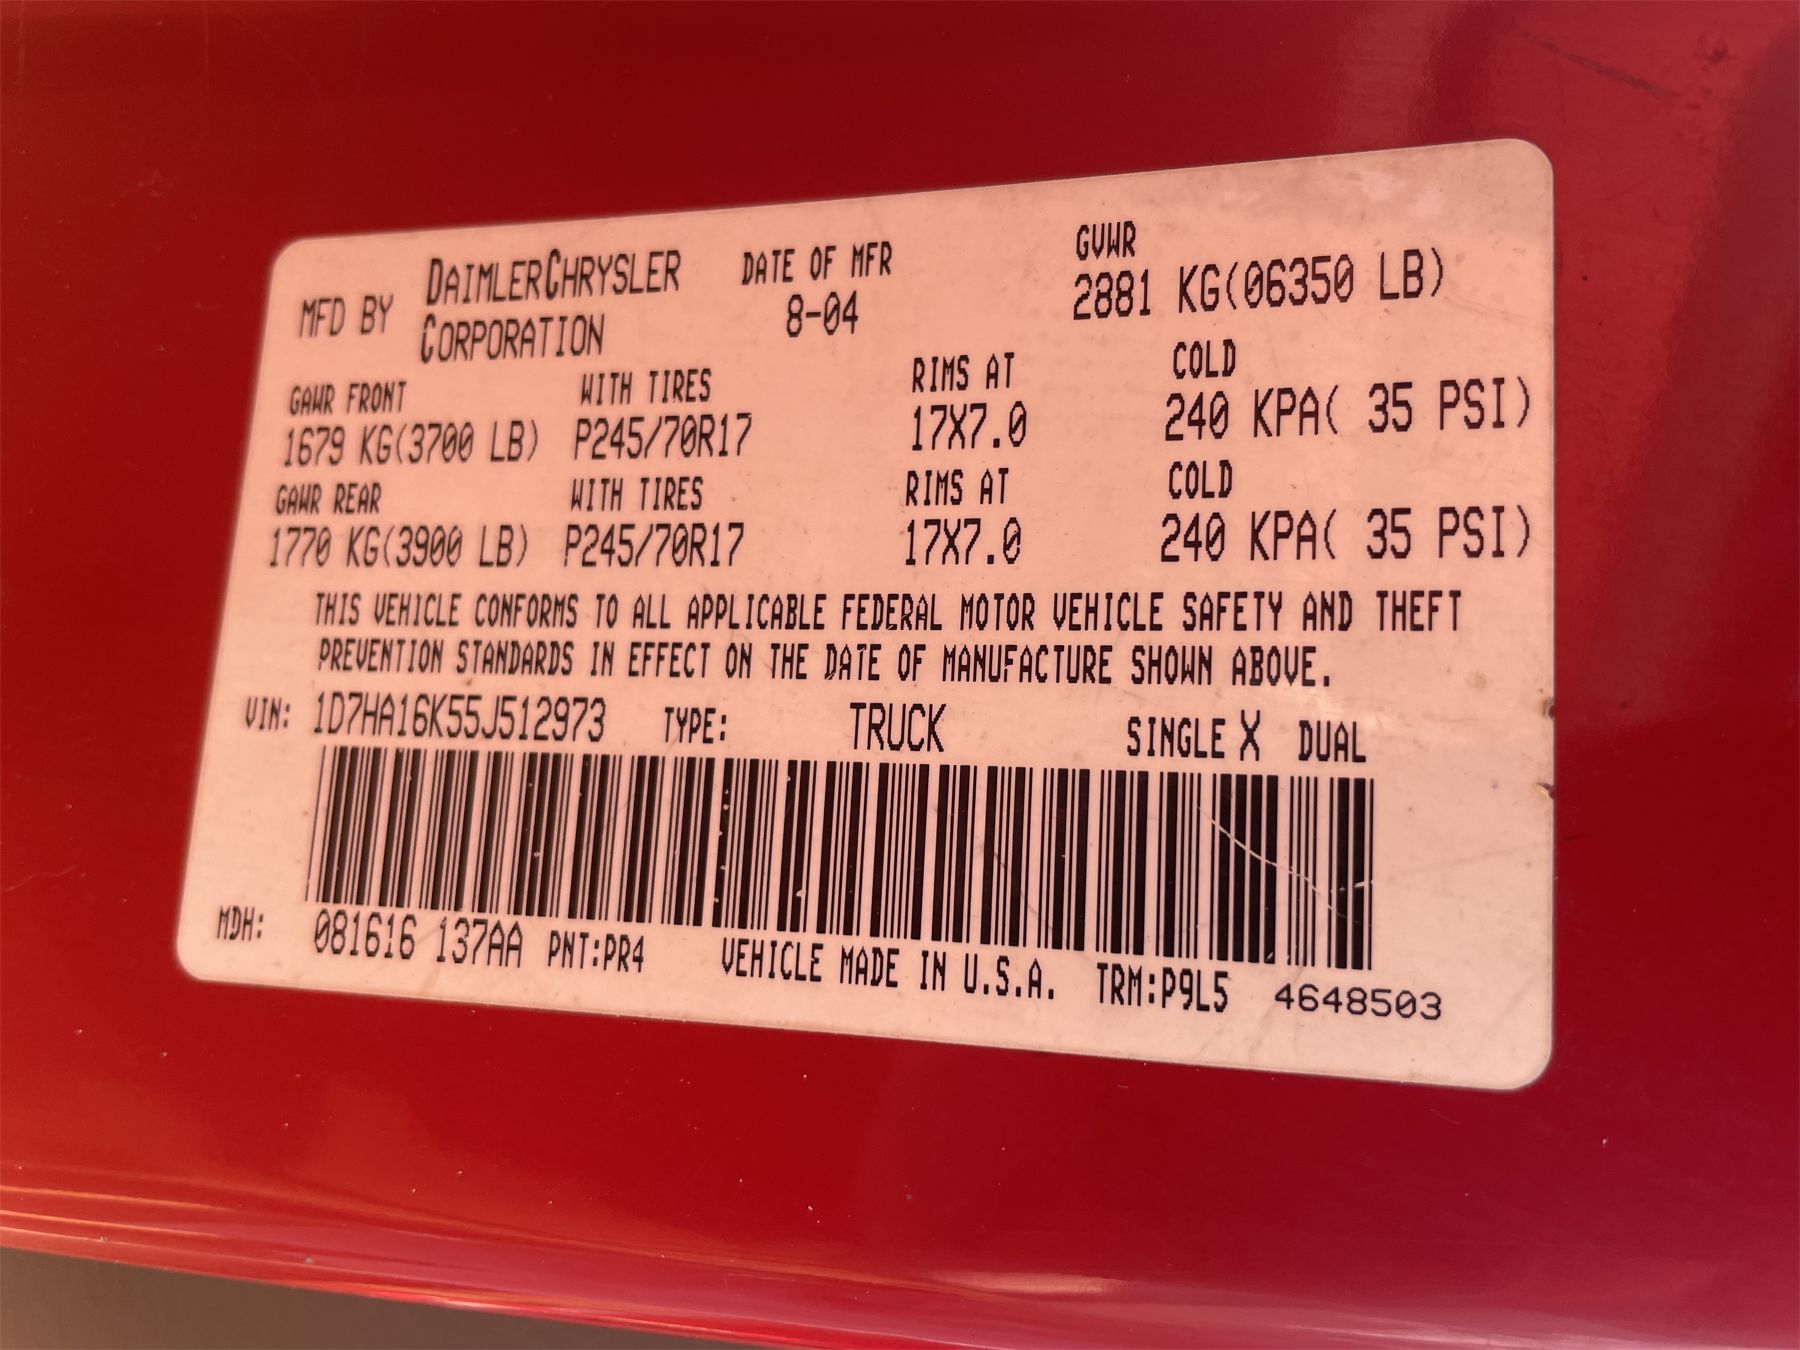 MFD BY DAIMLERCHRYSLER CORPORATION DATE OF MFR 8-04 GVWR 2881 KG(06350 LB)
GAWR FRONT WITH TIRES RIMS AT COLD
1679 KG(3700 LB) P245/70R17 17X7.0 240 KPA( 35 PSI)
GAWR REAR WITH TIRES RIMS AT COLD
1770 KG(3900 LB) P245/70R17 17X7.0 240 KPA( 35 PSI)
THIS VEHICLE CONFORMS TO ALL APPLICABLE FEDERAL MOTOR VEHICLE SAFETY AND THEFT
PREVENTION STANDARDS IN EFFECT ON THE DATE OF MANUFACTURE SHOWN ABOVE.
VIN: 1D7HA16K55J512973 TYPE: TRUCK SINGLE X DUAL
MDH: 081616 137AA PNT:PR4 VEHICLE MADE IN U.S.A. TRM:P9L5 4648503